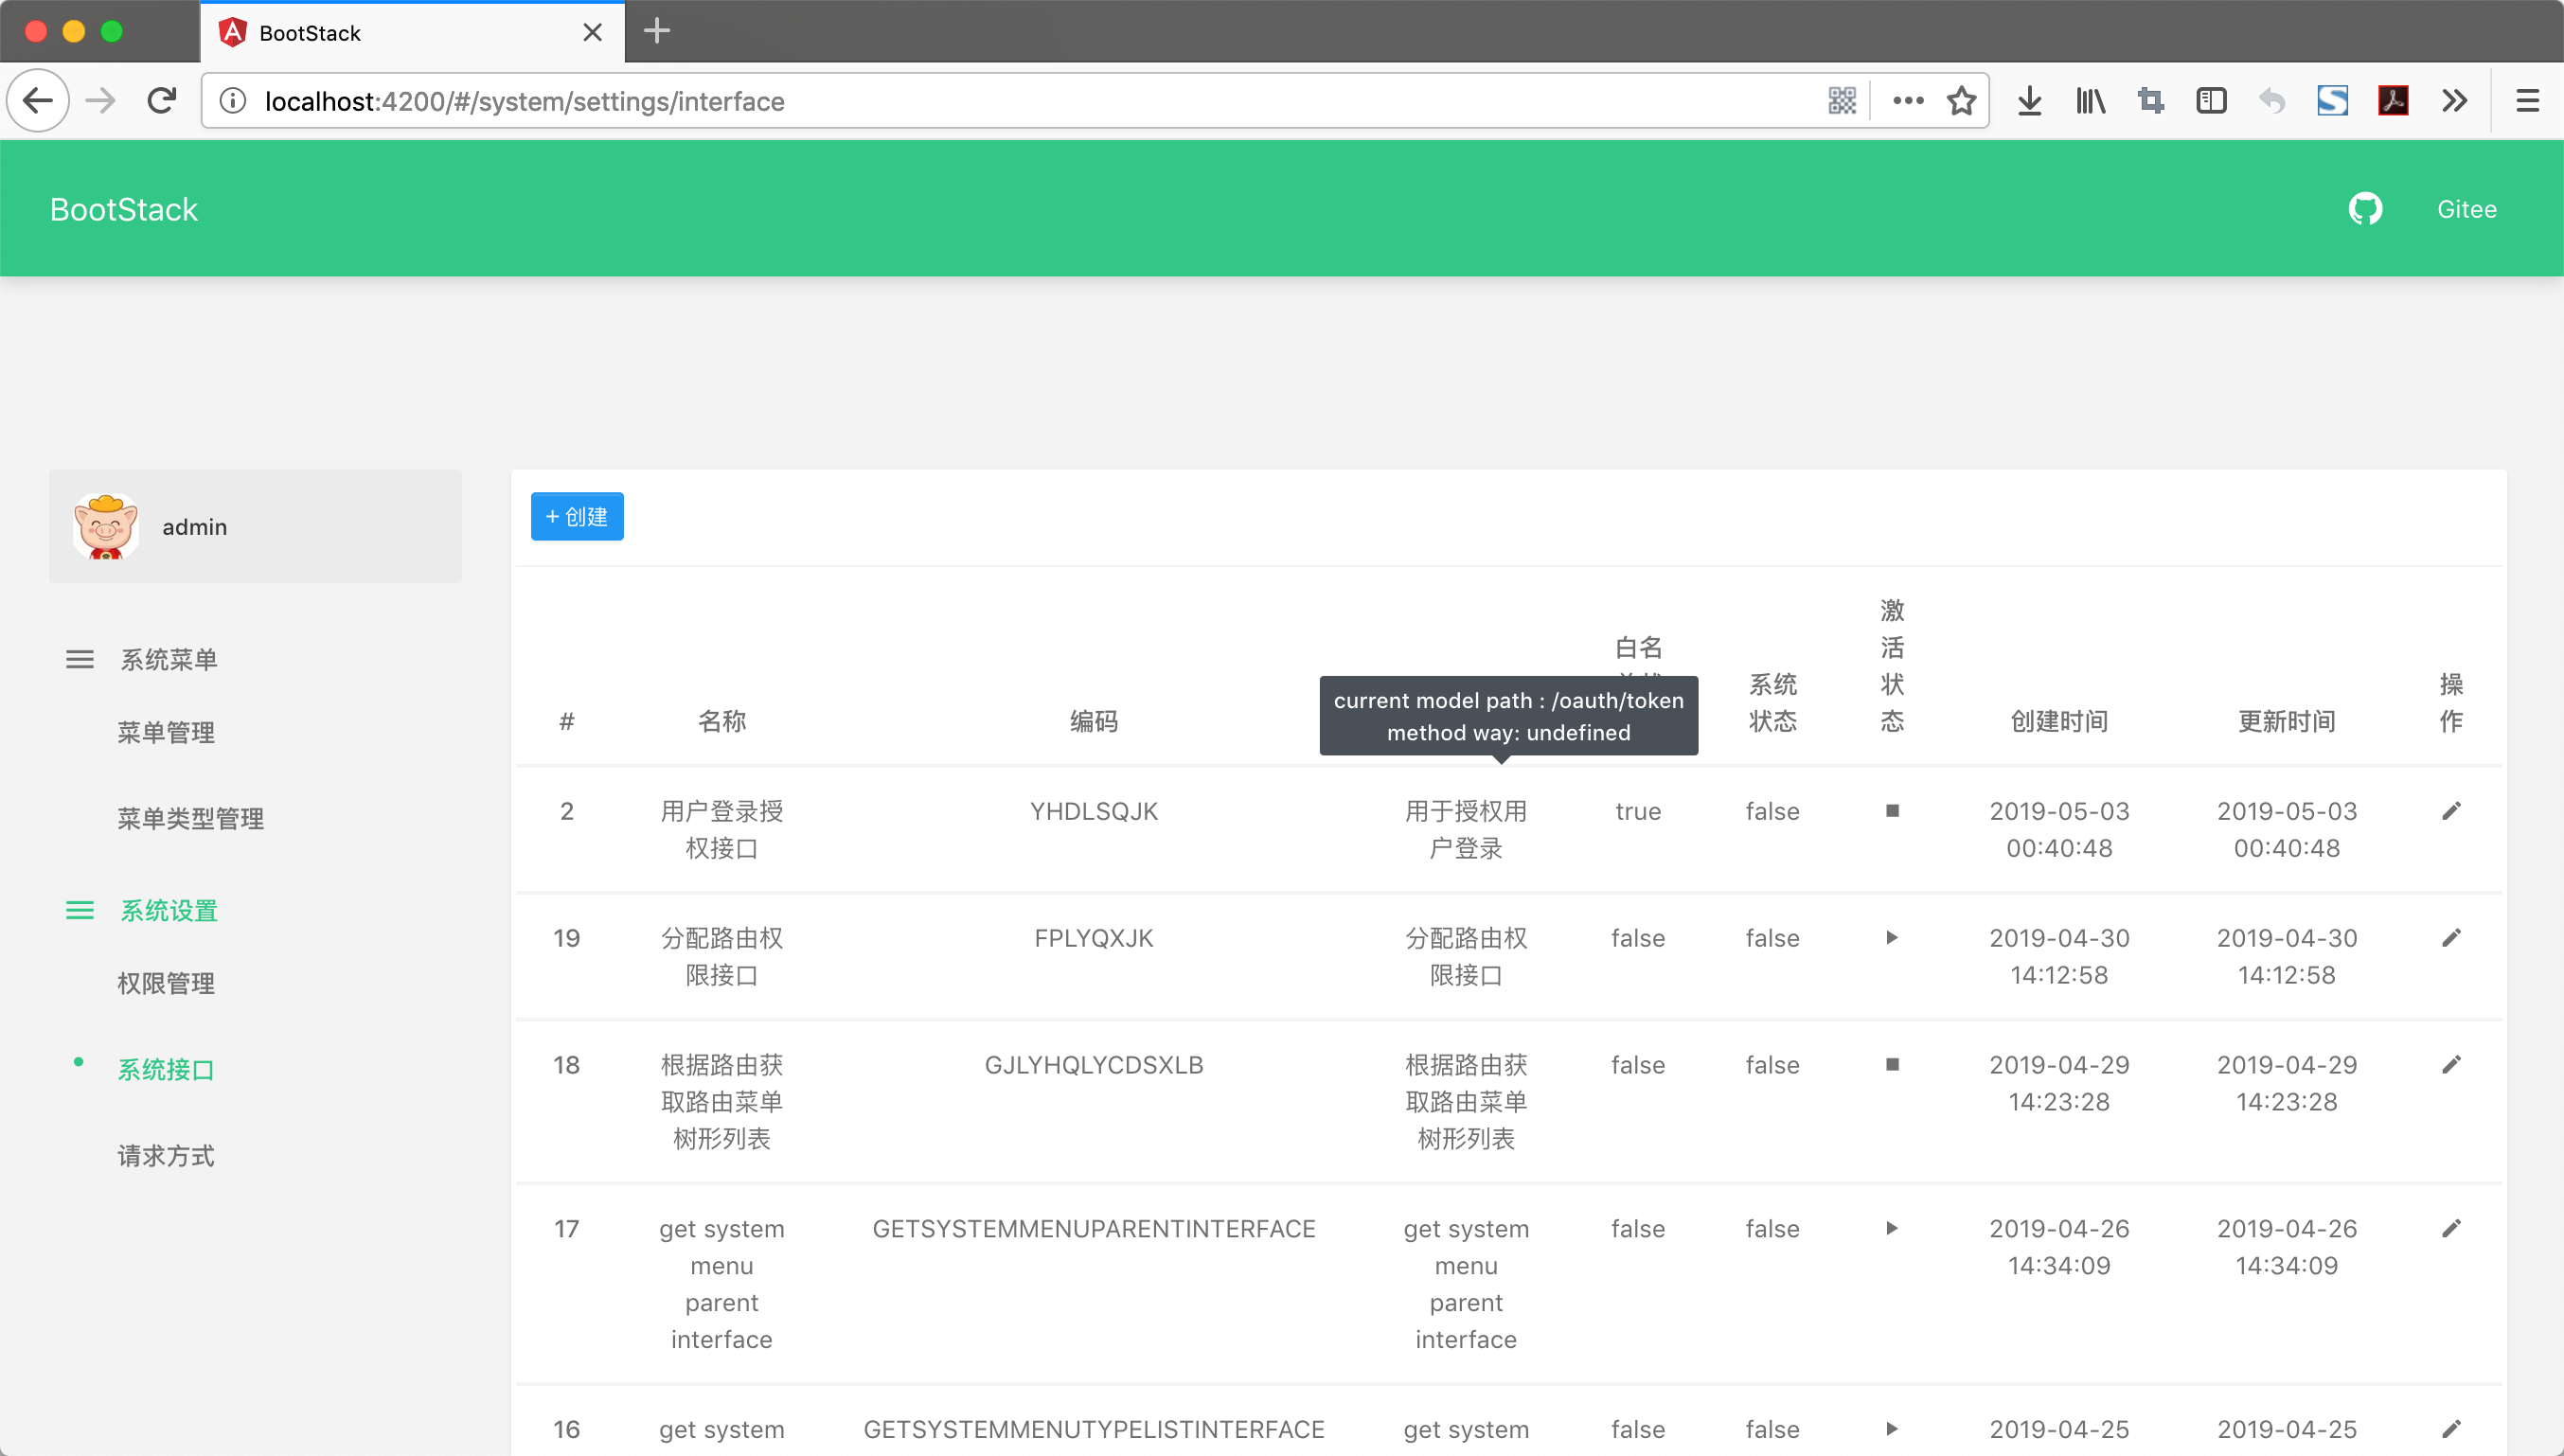 BootStack
localhost:4200/#/system/settings/interface
BootStack
Gitee
admin
系统菜单
菜单管理
菜单类型管理
系统设置
权限管理
系统接口
请求方式
+ 创建
#
名称
编码
current model path : /oauth/token
method way: undefined
白名
系统
状态
激
活
状
态
创建时间
更新时间
操
作
2
用户登录授
权接口
YHDLSQJK
用于授权用
户登录
true
false
2019-05-03
00:40:48
2019-05-03
00:40:48
19
分配路由权
限接口
FPLYQXJK
分配路由权
限接口
false
false
2019-04-30
14:12:58
2019-04-30
14:12:58
18
根据路由获
取路由菜单
树形列表
GJLYHQLYCDSXLB
根据路由获
取路由菜单
树形列表
false
false
2019-04-29
14:23:28
2019-04-29
14:23:28
17
get system
menu
parent
interface
GETSYSTEMMENUPARENTINTERFACE
get system
menu
parent
interface
false
false
2019-04-26
14:34:09
2019-04-26
14:34:09
16
get system
GETSYSTEMMENUTYPELISTINTERFACE
get system
false
false
2019-04-25
2019-04-25